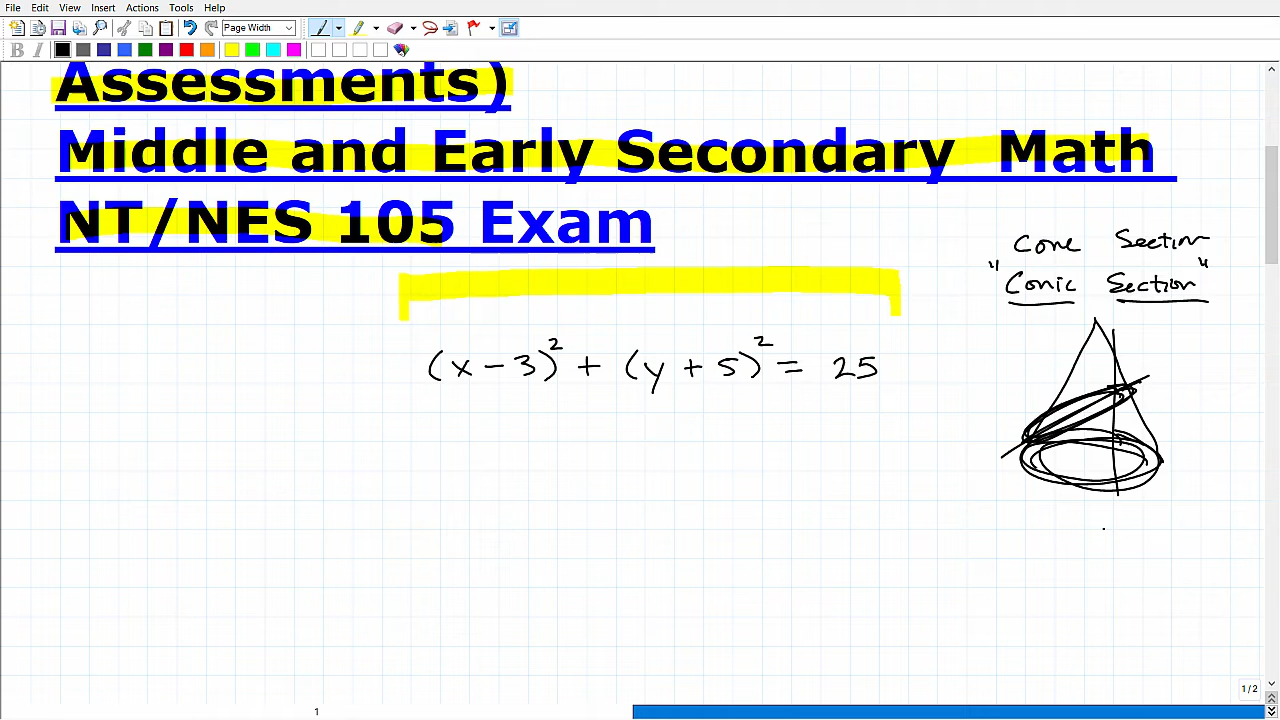 File Edit View Insert Actions Tools Help
Page Width
B I
Assessments)
Middle and Early Secondary Math
NT/NES 105 Exam
Cone Section
"Conic Section"
(x - 3)² + (y + 5)² = 25
1/2
1